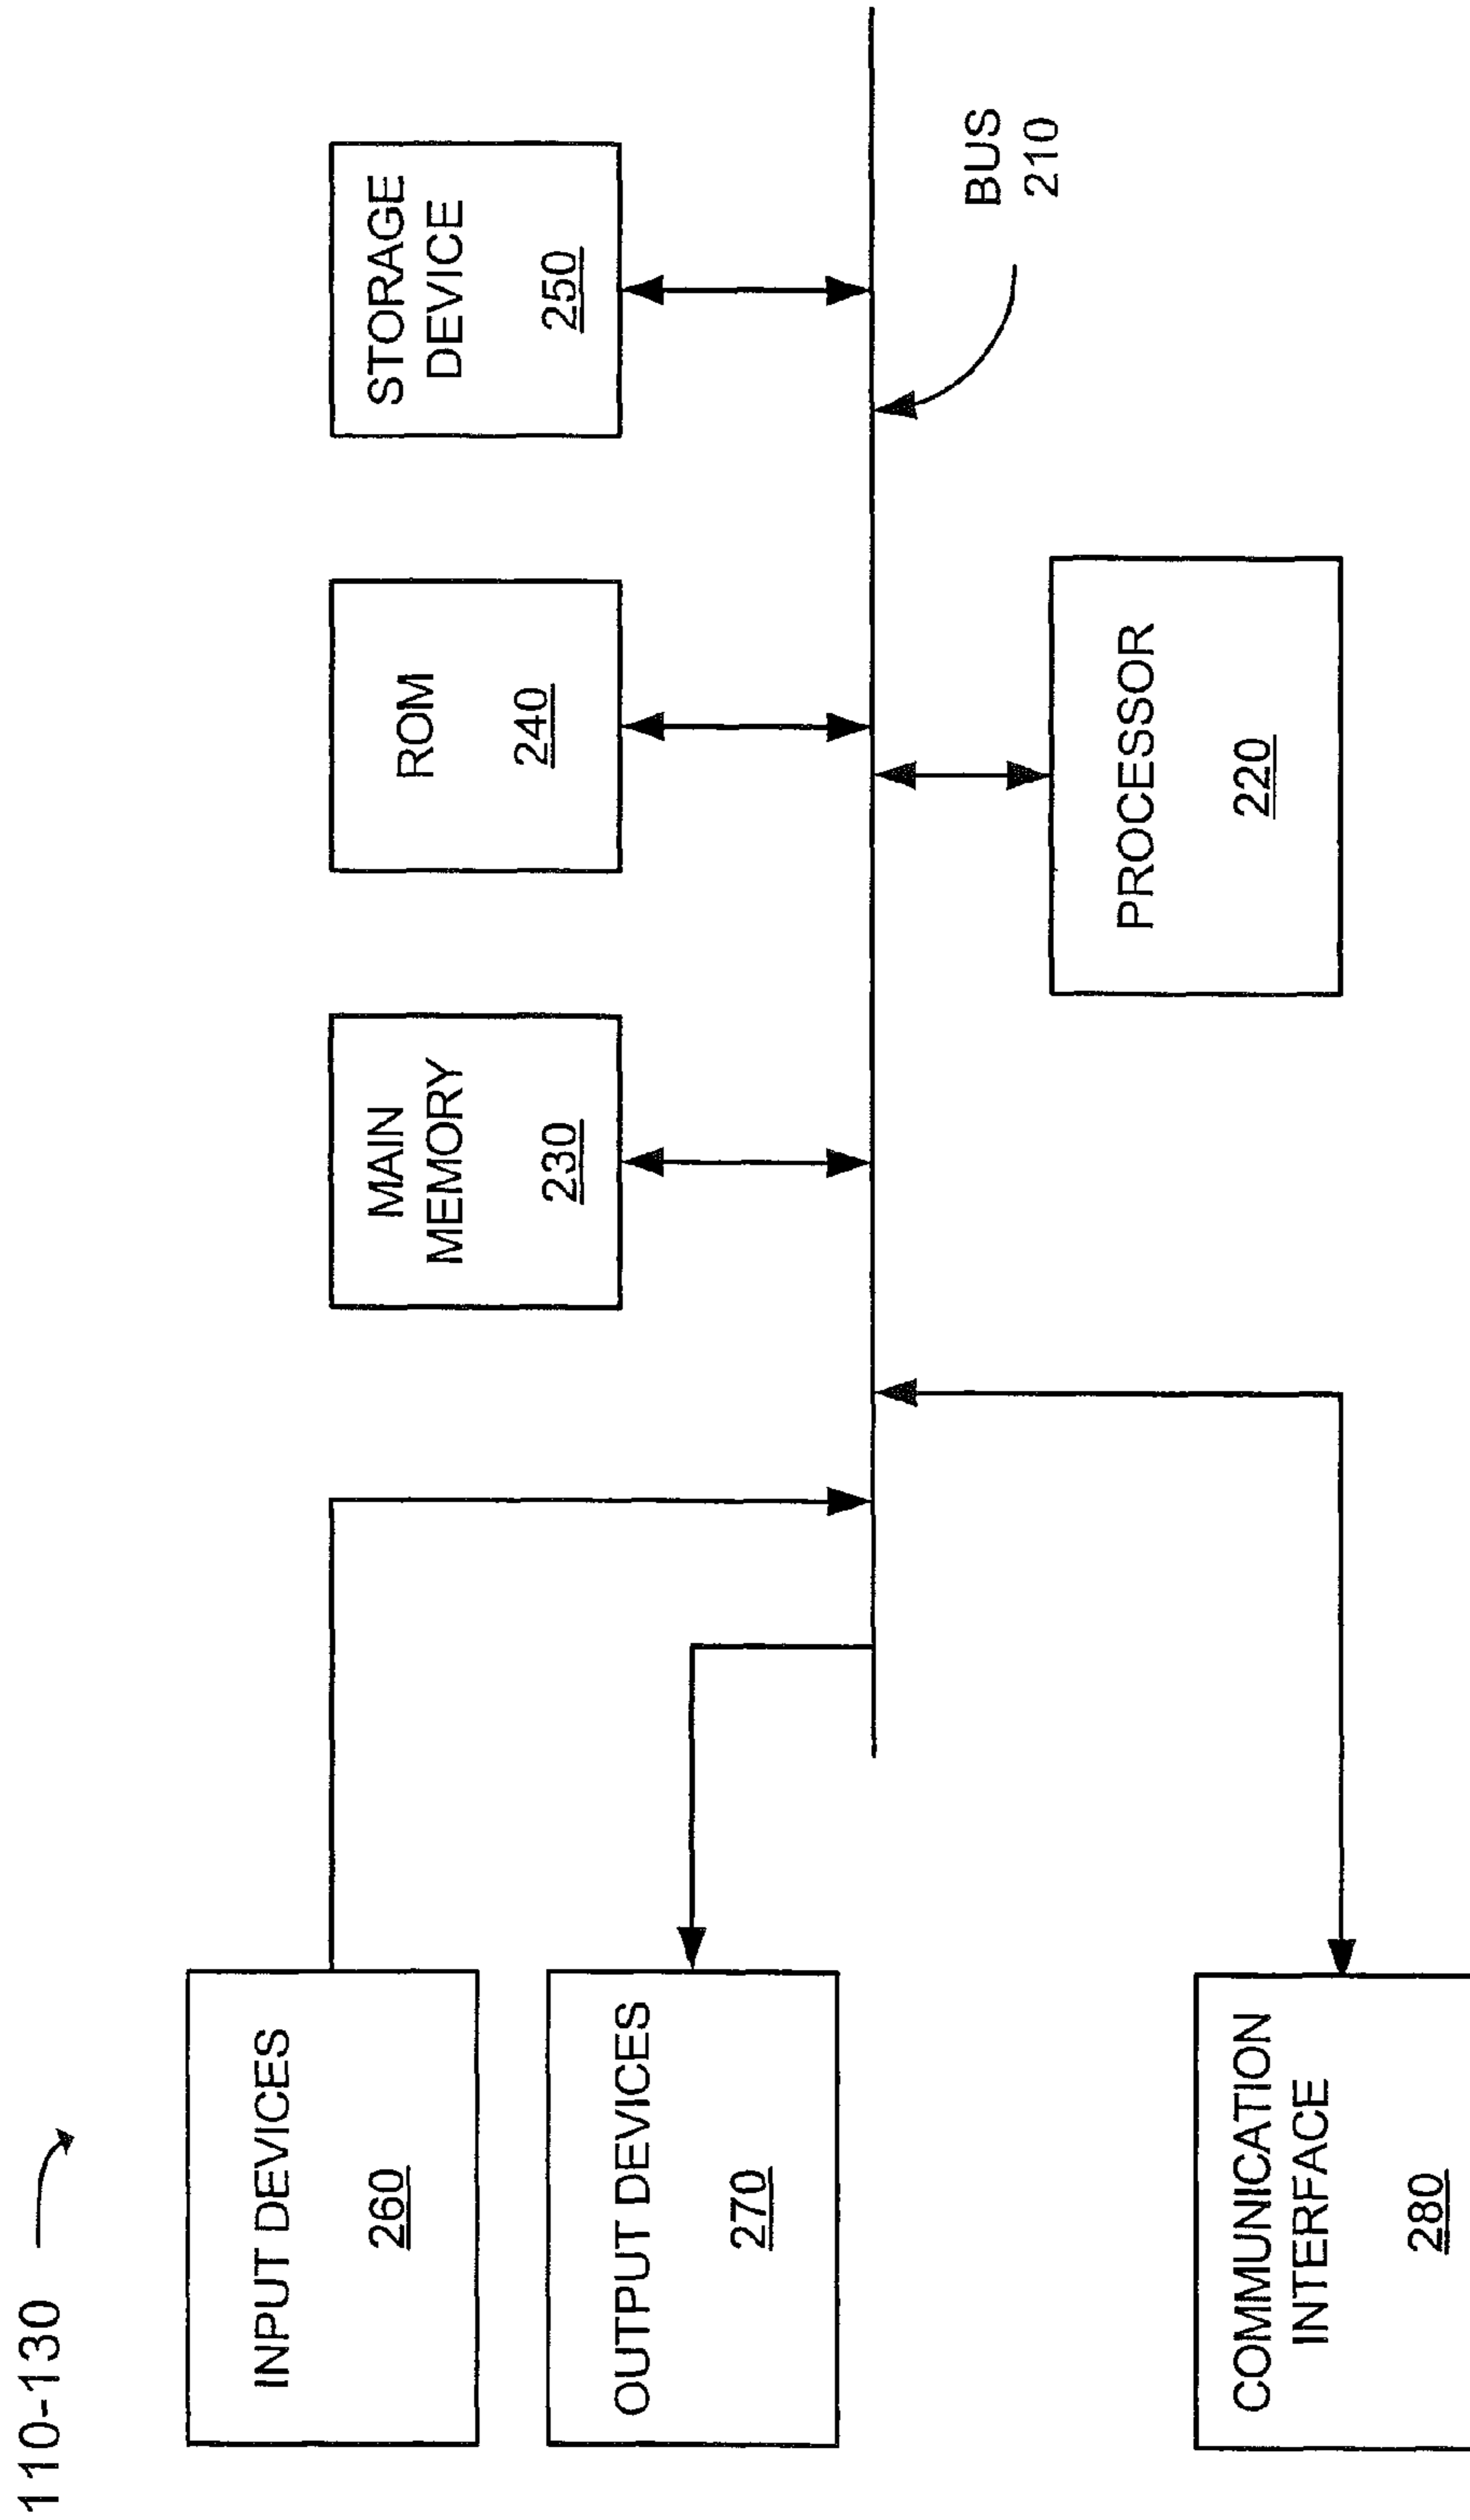 110-130
INPUT DEVICES
260
OUTPUT DEVICES
270
COMMUNICATION
INTERFACE
280
MAIN
MEMORY
230
ROM
240
STORAGE
DEVICE
250
PROCESSOR
220
BUS
210